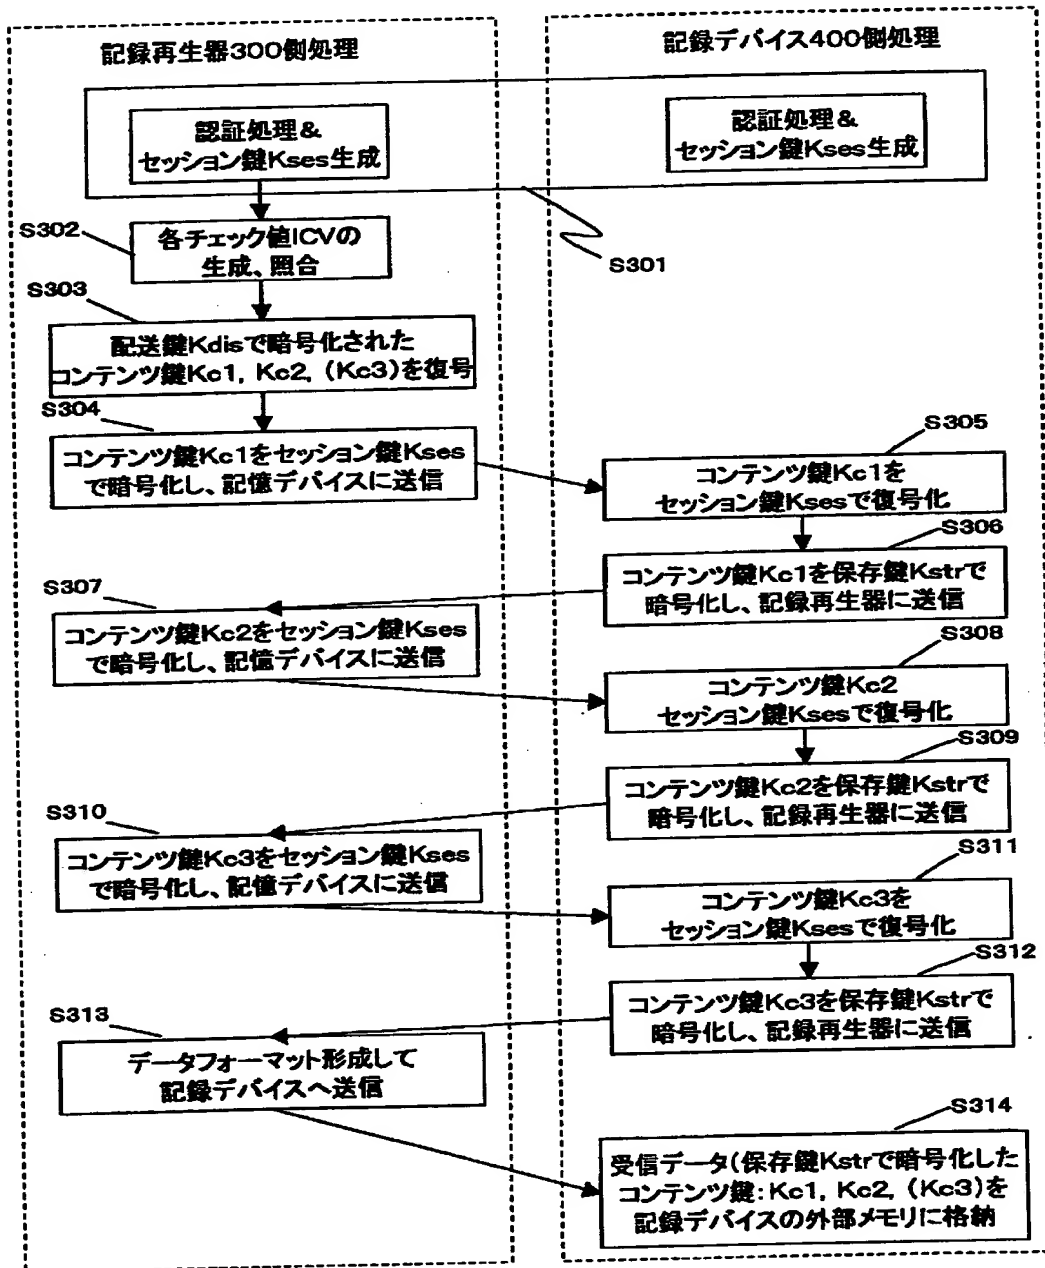 記録再生器300側処理
記録デバイス400側処理
認証処理&
セッション鍵Kses生成
認証処理&
セッション鍵Kses生成
S301
S302
各チェック値ICVの
生成、照合
S303
配送鍵Kdisで暗号化された
コンテンツ鍵Kc1, Kc2, (Kc3)を復号
S304
コンテンツ鍵Kc1をセッション鍵Kses
で暗号化し、記憶デバイスに送信
S305
コンテンツ鍵Kc1を
セッション鍵Ksesで復号化
S306
コンテンツ鍵Kc1を保存鍵Kstrで
暗号化し、記録再生器に送信
S307
コンテンツ鍵Kc2をセッション鍵Kses
で暗号化し、記憶デバイスに送信
S308
コンテンツ鍵Kc2
セッション鍵Ksesで復号化
S309
コンテンツ鍵Kc2を保存鍵Kstrで
暗号化し、記録再生器に送信
S310
コンテンツ鍵Kc3をセッション鍵Kses
で暗号化し、記憶デバイスに送信
S311
コンテンツ鍵Kc3を
セッション鍵Ksesで復号化
S312
コンテンツ鍵Kc3を保存鍵Kstrで
暗号化し、記録再生器に送信
S313
データフォーマット形成して
記録デバイスへ送信
S314
受信データ(保存鍵Kstrで暗号化した
コンテンツ鍵:Kc1, Kc2, (Kc3)を
記録デバイスの外部メモリに格納